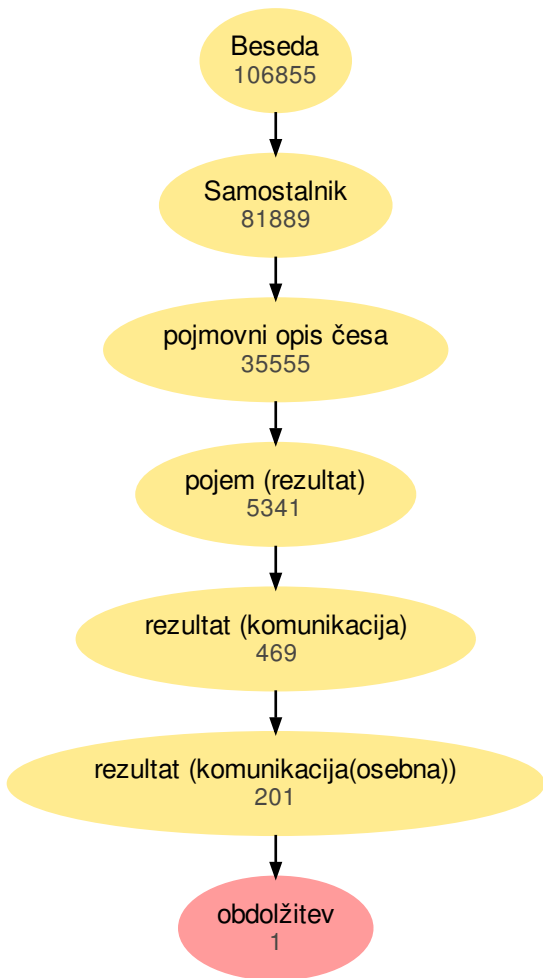 Beseda
106855
Samostalnik
81889
pojmovni opis česa
35555
pojem (rezultat)
5341
rezultat (komunikacija)
469
rezultat (komunikacija(osebna))
201
obdolžitev
1